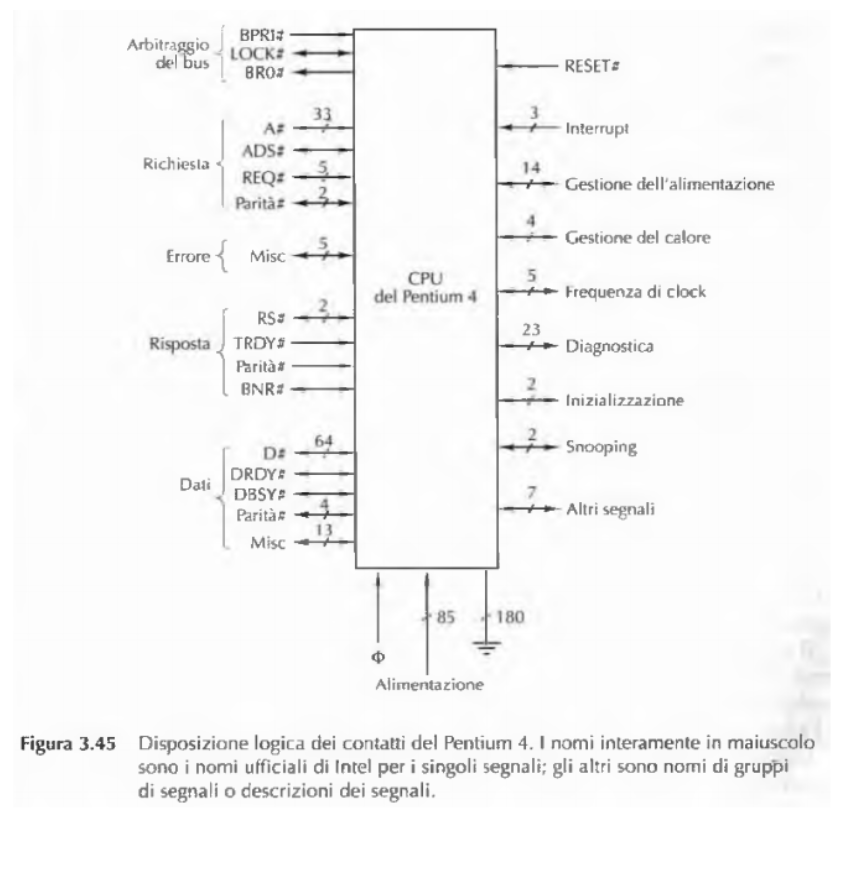 Arbitraggio
del bus
BPRI#
LOCK#
BR0#
Richiesta
33
A#
ADS#
5
REQ#
2
Parità#
Errore
5
Misc
Risposta
2
RS#
TRDY#
Parità#
BNR#
Dati
64
D#
DRDY#
DBSY#
4
Parità#
13
Misc
CPU
del Pentium 4
RESET#
3
Interrupt
14
Gestione dell'alimentazione
4
Gestione del calore
5
Frequenza di clock
23
Diagnostica
2
Inizializzazione
2
Snooping
7
Altri segnali
85
180
Φ
Alimentazione
Figura 3.45 Disposizione logica dei contatti del Pentium 4. I nomi interamente in maiuscolo
sono i nomi ufficiali di Intel per i singoli segnali; gli altri sono nomi di gruppi
di segnali o descrizioni dei segnali.